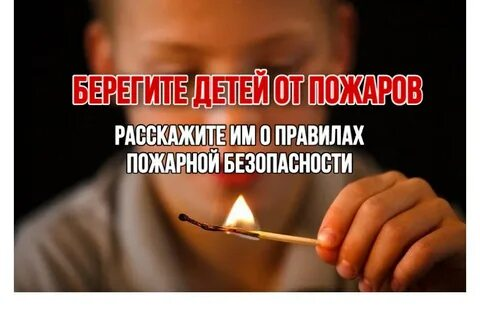 БЕРЕГИТЕ ДЕТЕЙ ОТ ПОЖАРОВ
РАССКАЖИТЕ ИМ О ПРАВИЛАХ
ПОЖАРНОЙ БЕЗОПАСНОСТИ